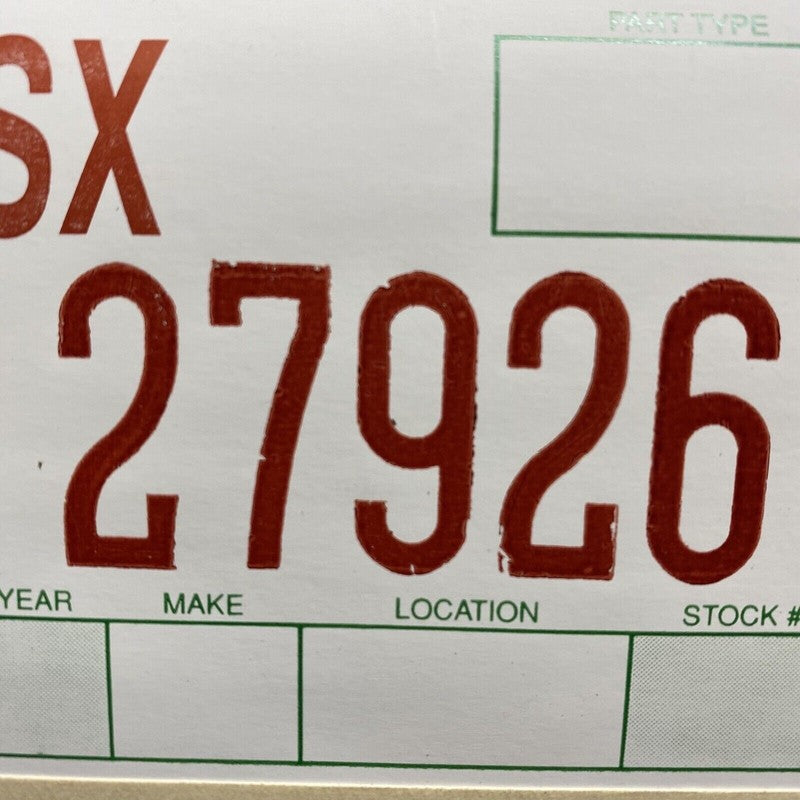 PART TYPE
SX
27926
YEAR MAKE LOCATION STOCK #